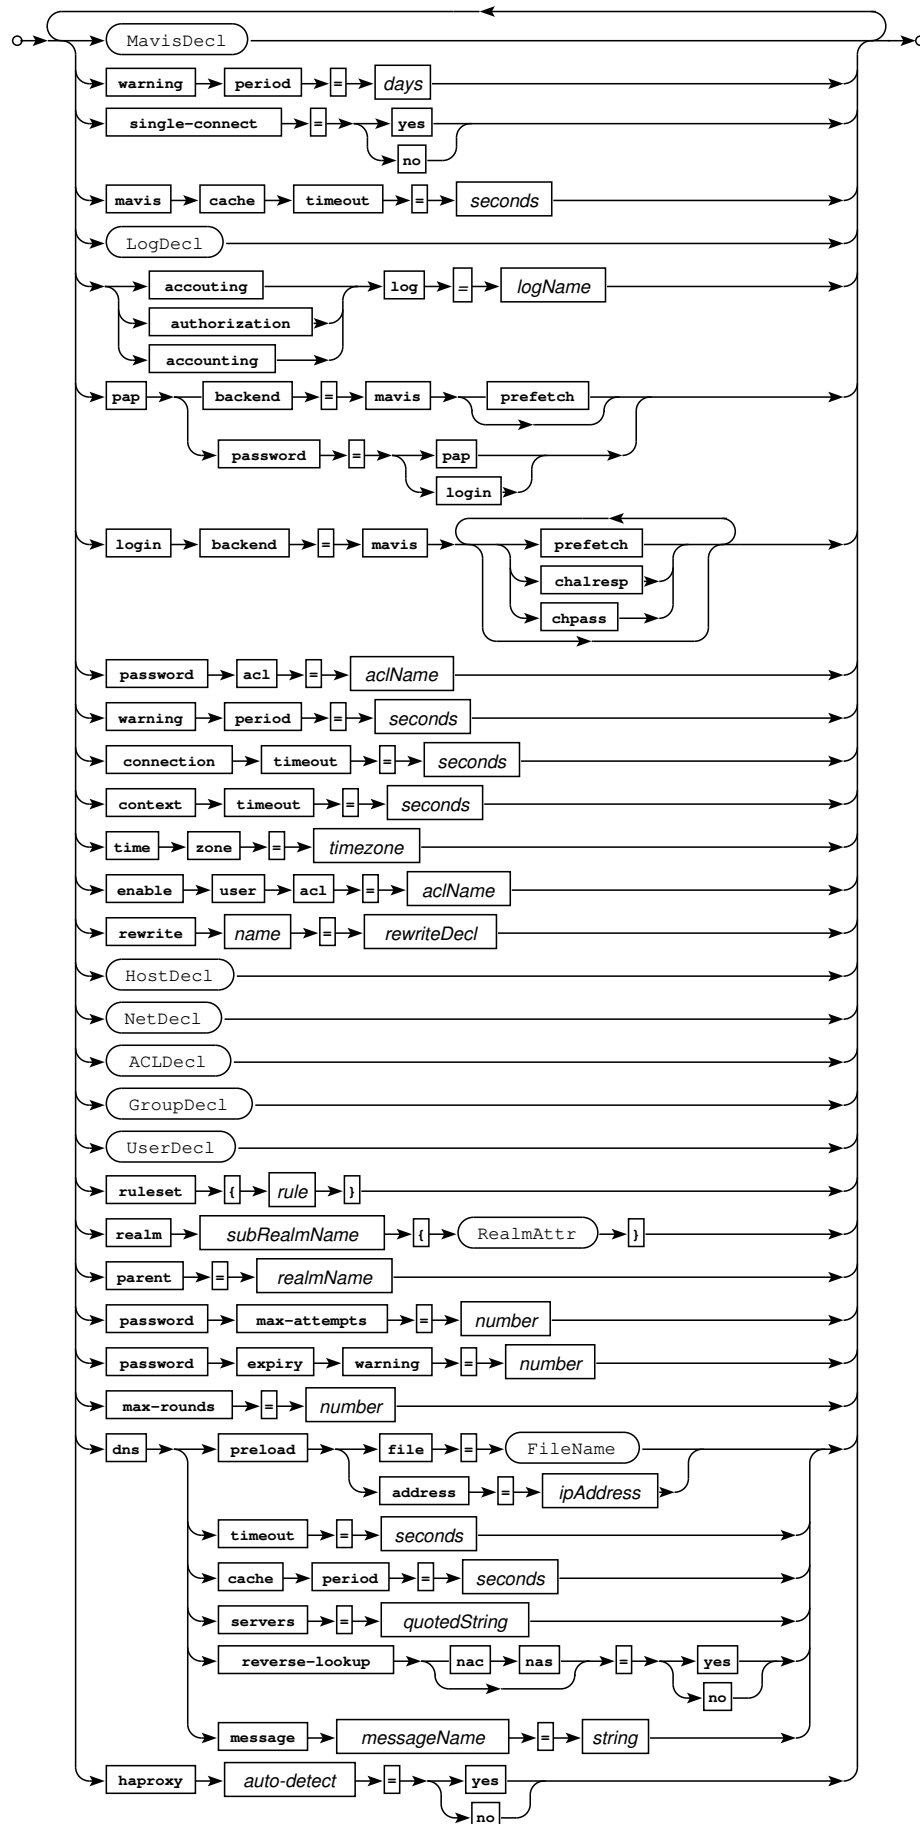 MavisDecl
warning period = days
single-connect = yes
no
mavis cache timeout = seconds
LogDecl
accouting log = logName
authorization
accounting
pap backend = mavis prefetch
password = pap
login
login backend = mavis prefetch
chalresp
chpass
password acl = aclName
warning period = seconds
connection timeout = seconds
context timeout = seconds
time zone = timezone
enable user acl = aclName
rewrite name = rewriteDecl
HostDecl
NetDecl
ACLDecl
GroupDecl
UserDecl
ruleset { rule }
realm subRealmName { RealmAttr }
parent = realmName
password max-attempts = number
password expiry warning = number
max-rounds = number
dns preload file = FileName
address = ipAddress
timeout = seconds
cache period = seconds
servers = quotedString
reverse-lookup nac nas = yes
no
message messageName = string
haproxy auto-detect = yes
no